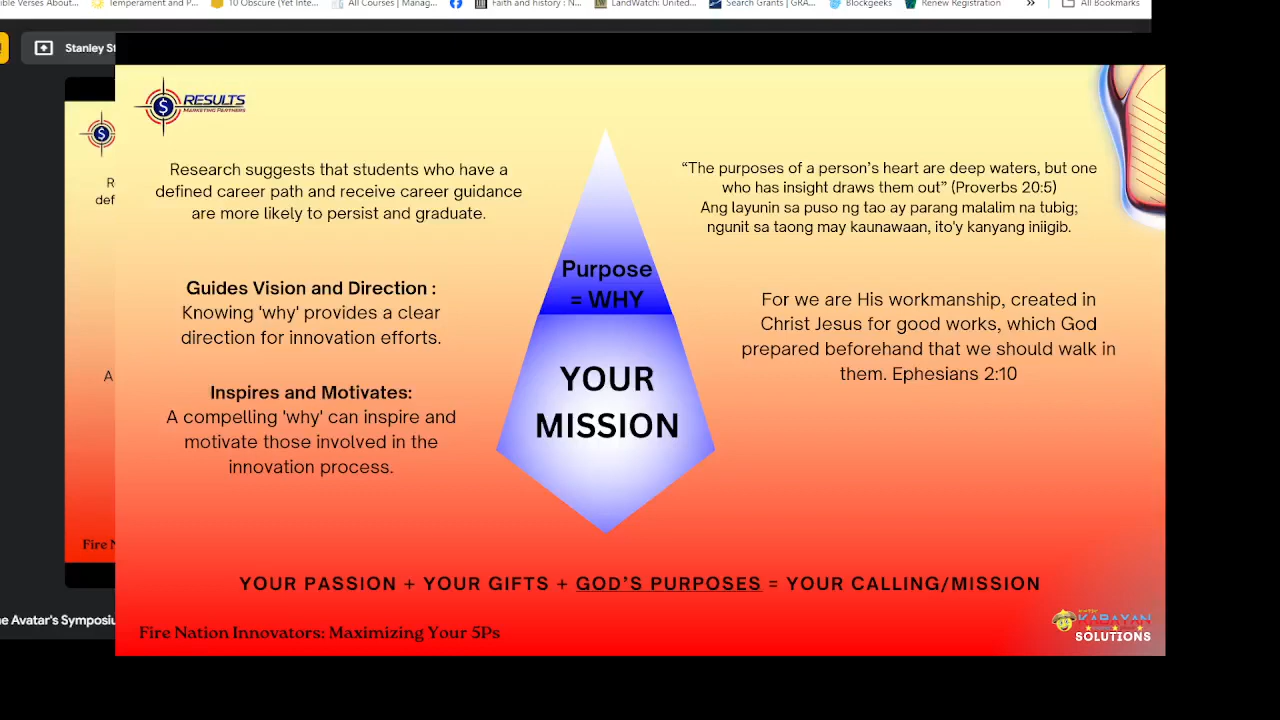 ible Verses About...
Temperament and P...
10 Obscure (Yet Inte...
All Courses | Manag...
Faith and history : N...
LandWatch: United...
Search Grants | GRA...
Blockgeeks
Renew Registration
»
All Bookmarks
Stanley St
RESULTS
MARKETING PARTNERS
Research suggests that students who have a
defined career path and receive career guidance
are more likely to persist and graduate.
Guides Vision and Direction :
Knowing 'why' provides a clear
direction for innovation efforts.
Inspires and Motivates:
A compelling 'why' can inspire and
motivate those involved in the
innovation process.
Purpose
= WHY
YOUR
MISSION
“The purposes of a person’s heart are deep waters, but one
who has insight draws them out” (Proverbs 20:5)
Ang layunin sa puso ng tao ay parang malalim na tubig;
ngunit sa taong may kaunawaan, ito'y kanyang iniigib.
For we are His workmanship, created in
Christ Jesus for good works, which God
prepared beforehand that we should walk in
them. Ephesians 2:10
YOUR PASSION + YOUR GIFTS + GOD’S PURPOSES = YOUR CALLING/MISSION
Fire Nation Innovators: Maximizing Your 5Ps
KABAYAN
SOLUTIONS
R
def
A
Fire N
e Avatar's Symposiu